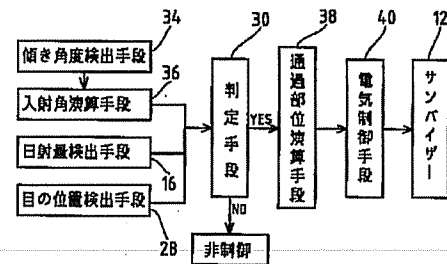 34
傾き角度検出手段
36
入射角演算手段
日射量検出手段
16
目の位置検出手段
28
30
判定手段
YES
NO
非制御
38
通過部位演算手段
40
電気制御手段
12
サンバイザー